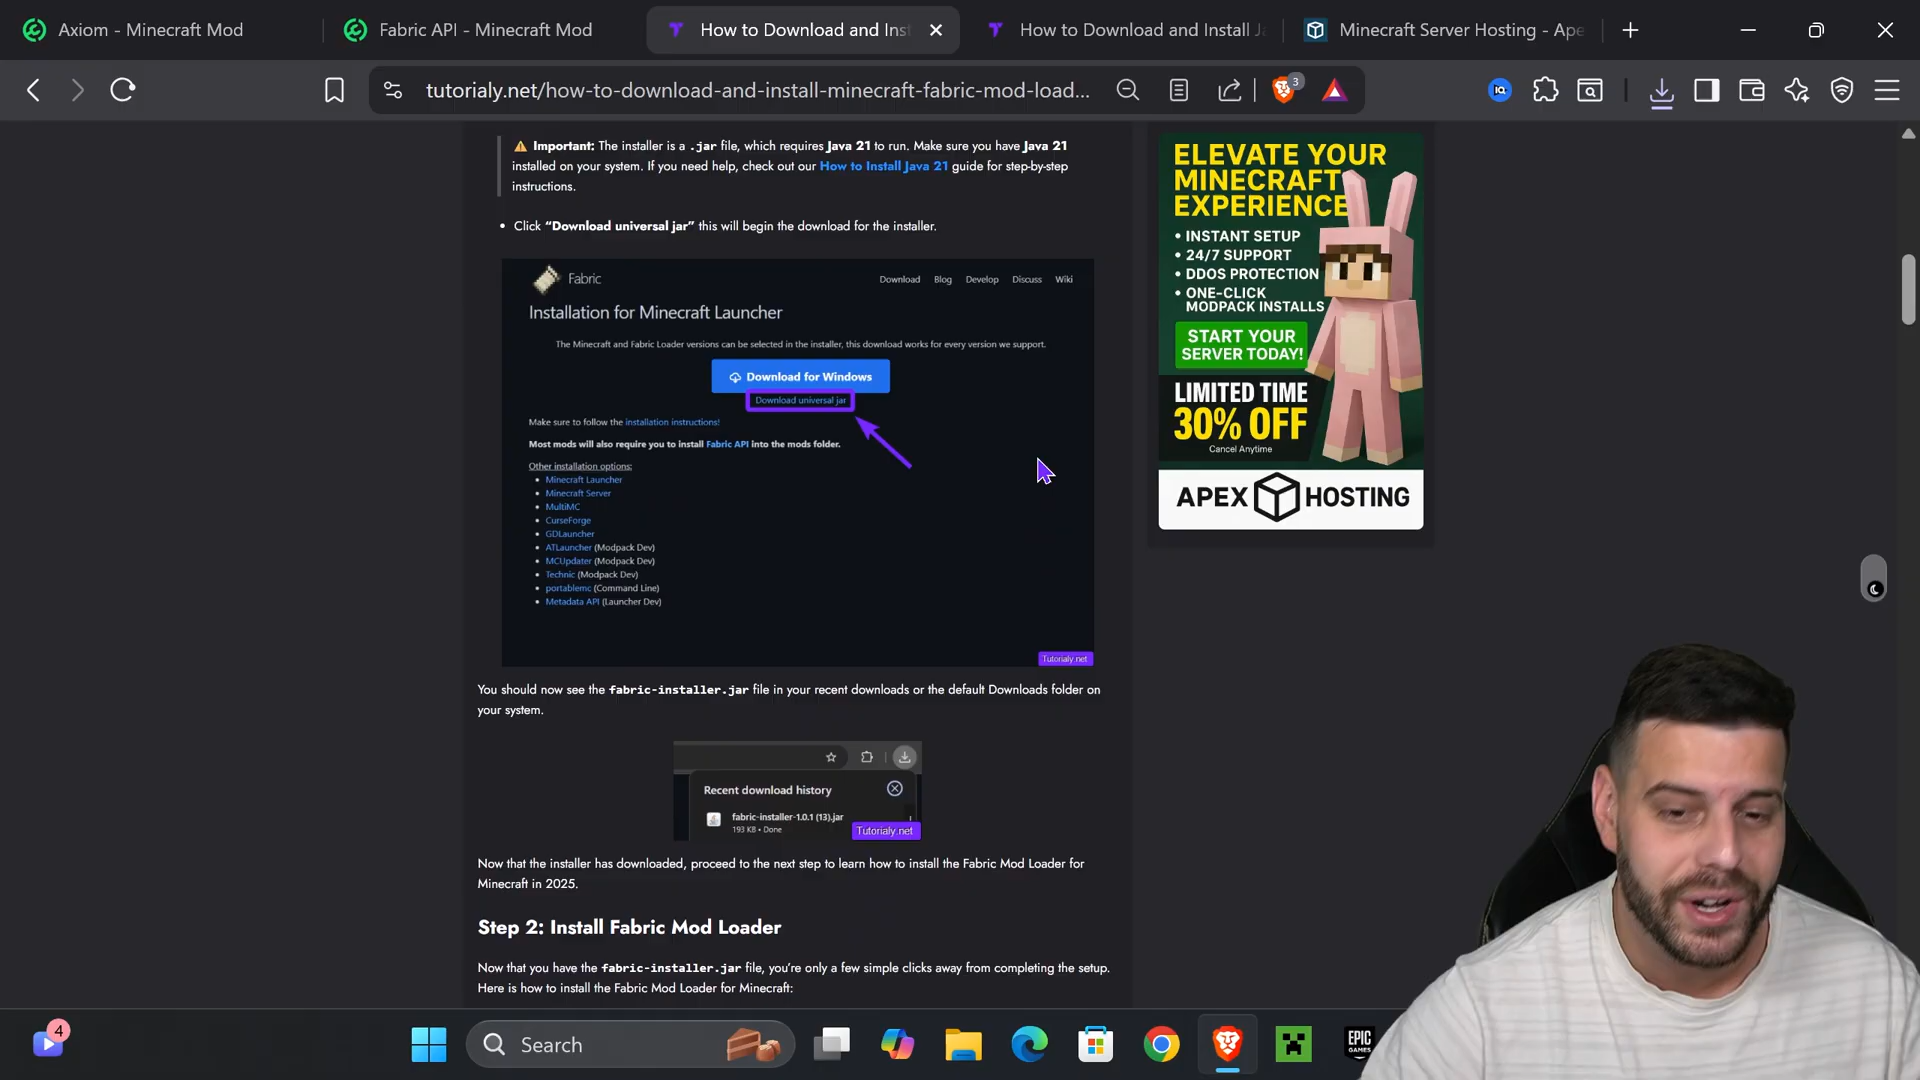 Axiom - Minecraft Mod
Fabric API - Minecraft Mod
How to Download and Inst
How to Download and Install J
Minecraft Server Hosting - Ape
tutorialy.net/how-to-download-and-install-minecraft-fabric-mod-load...
3
Important: The installer is a .jar file, which requires Java 21 to run. Make sure you have Java 21
installed on your system. If you need help, check out our How to Install Java 21 guide for step-by-step
instructions.
• Click “Download universal jar” this will begin the download for the installer.
Fabric
Download Blog Develop Discuss Wiki
Installation for Minecraft Launcher
The Minecraft and Fabric Loader versions can be selected in the installer, this download works for every version we support.
Download for Windows
Download universal jar
Make sure to follow the installation instructions!
Most mods will also require you to install Fabric API into the mods folder.
Other installation options:
• Minecraft Launcher
• Minecraft Server
• MultiMC
• CurseForge
• GDLauncher
• ATLauncher (Modpack Dev)
• MCUpdater (Modpack Dev)
• Technic (Modpack Dev)
• portablemc (Command Line)
• Metadata API (Launcher Dev)
Tutorialy.net
You should now see the fabric-installer.jar file in your recent downloads or the default Downloads folder on
your system.
Recent download history
fabric-installer-1.0.1 (13).jar
193 KB • Done
Tutorialy.net
Now that the installer has downloaded, proceed to the next step to learn how to install the Fabric Mod Loader for
Minecraft in 2025.
Step 2: Install Fabric Mod Loader
Now that you have the fabric-installer.jar file, you're only a few simple clicks away from completing the setup.
Here is how to install the Fabric Mod Loader for Minecraft:
ELEVATE YOUR
MINECRAFT
EXPERIENCE
• INSTANT SETUP
• 24/7 SUPPORT
• DDOS PROTECTION
• ONE-CLICK
MODPACK INSTALLS
START YOUR
SERVER TODAY!
LIMITED TIME
30% OFF
Cancel Anytime
APEX HOSTING
4
Search
EPIC
GAMES